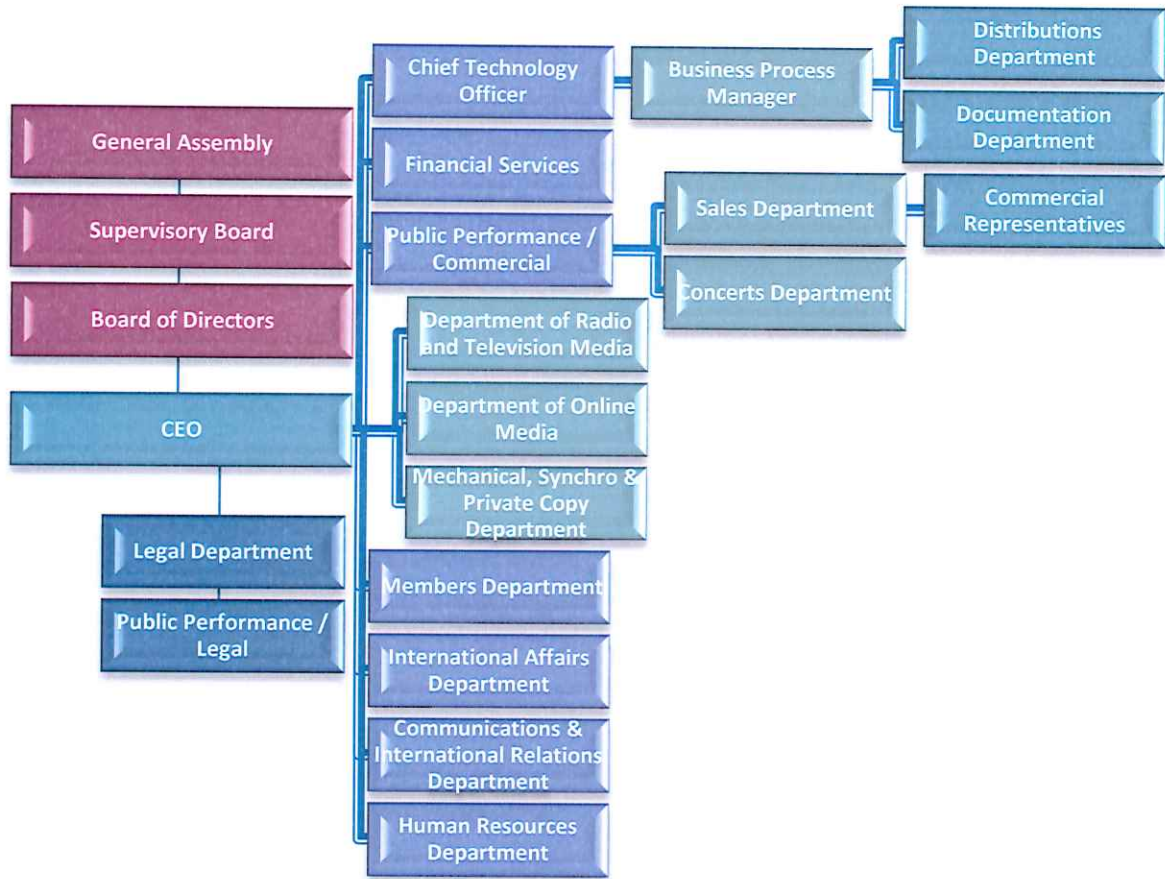 General Assembly
Supervisory Board
Board of Directors
CEO
Legal Department
Public Performance /
Legal
Chief Technology
Officer
Financial Services
Public Performance /
Commercial
Department of Radio
and Television Media
Department of Online
Media
Mechanical, Synchro &
Private Copy
Department
Members Department
International Affairs
Department
Communications &
International Relations
Department
Human Resources
Department
Business Process
Manager
Sales Department
Concerts Department
Distributions
Department
Documentation
Department
Commercial
Representatives